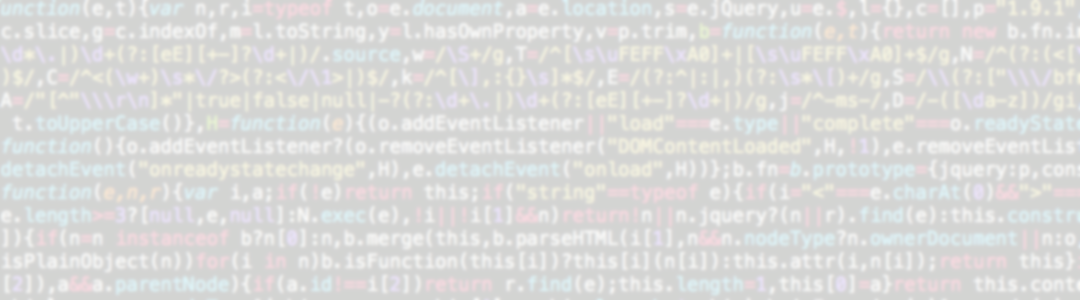 unction(e,t){var n,r,i=typeof t,o=e.document,a=e.location,s=e.jQuery,u=e.$,l={},c=[],p="1.9.1"
c.slice,g=c.indexOf,m=l.toString,y=l.hasOwnProperty,v=p.trim,b=function(e,t){return new b.fn.in
\d*\.|)\d+(?:[eE][+-]?\d+|)/.source,w=/\S+/g,T=/^[\s\uFEFF\xA0]+|[\s\uFEFF\xA0]+$/g,N=/^(?:(<[
)$/,C=/^<(\w+)\s*\/?>(?:<\/\1>|)$/,k=/^[\],:{}\s]*$/,E=/(?:^|:|,)(?:\s*\[)+/g,S=/\\(?:["\\\/bf
A=/"[^"\\\r\n]*"|true|false|null|-?(?:\d+\.|)\d+(?:[eE][+-]?\d+|)/g,j=/^-ms-/,D=/-([\da-z])/gi
t.toUpperCase()},H=function(e){(o.addEventListener||"load"===e.type||"complete"===o.readyState
function(){o.addEventListener?(o.removeEventListener("DOMContentLoaded",H,!1),e.removeEventLis
detachEvent("onreadystatechange",H),e.detachEvent("onload",H))};b.fn=b.prototype={jquery:p,cons
function(e,n,r){var i,a;if(!e)return this;if("string"==typeof e){if(i="<"===e.charAt(0)&&">"===
e.length>=3?[null,e,null]:N.exec(e),!i||!i[1]&&n)return!n||n.jquery?(n||r).find(e):this.constru
]){if(n=n instanceof b?n[0]:n,b.merge(this,b.parseHTML(i[1],n&&n.nodeType?n.ownerDocument||n:o
isPlainObject(n))for(i in n)b.isFunction(this[i])?this[i](n[i]):this.attr(i,n[i]);return this}
[2]),a&&a.parentNode){if(a.id!==i[2])return r.find(e);this.length=1,this[0]=a}return this.conte